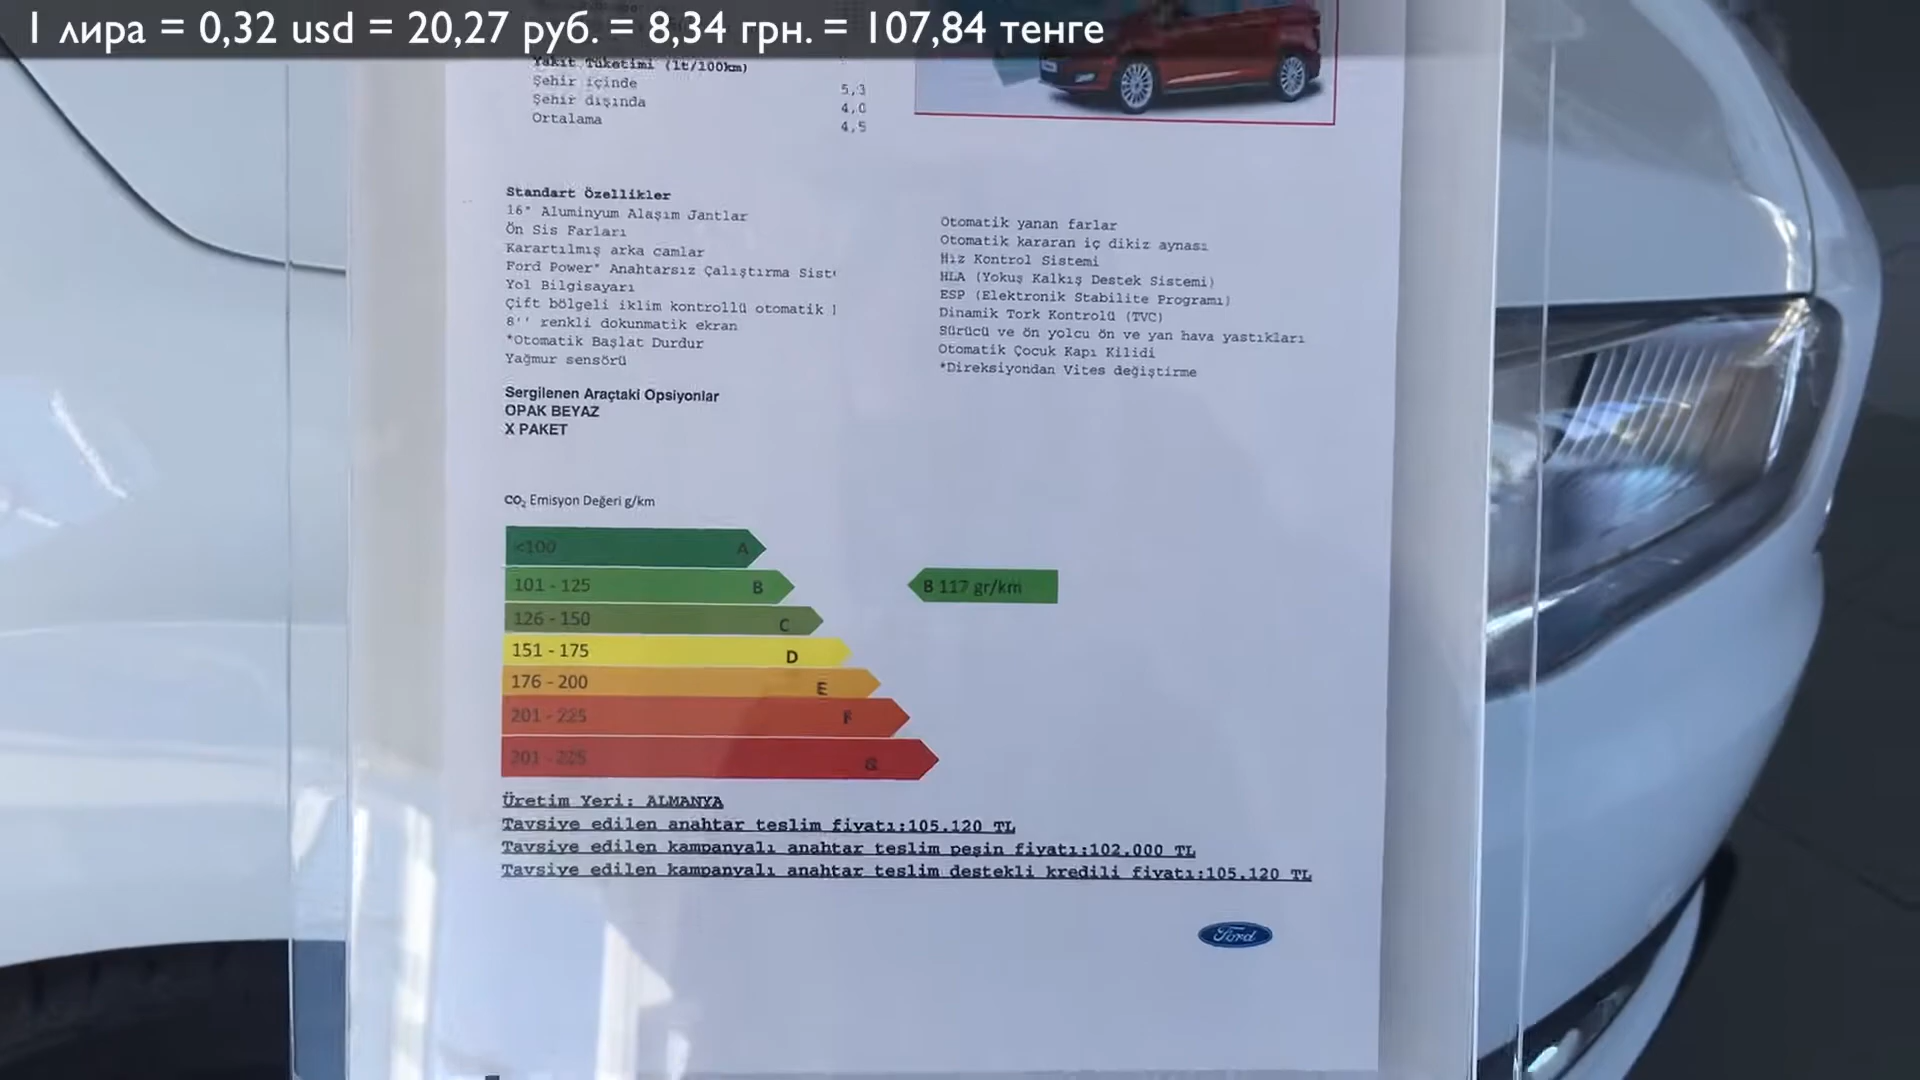 1 лира = 0,32 usd = 20,27 руб. = 8,34 грн. = 107,84 тенге
Yakıt Tüketimi (lt/100km)
Şehir içinde 5,3
Şehir dışında 4,0
Ortalama 4,5
Standart Özellikler
16" Aluminyum Alaşım Jantlar
Ön Sis Farları
Karartılmış arka camlar
Ford Power" Anahtarsız Çalıştırma Sist
Yol Bilgisayarı
Çift bölgeli iklim kontrollü otomatik
8'' renkli dokunmatik ekran
*Otomatik Başlat Durdur
Yağmur sensörü
Otomatik yanan farlar
Otomatik kararan iç dikiz aynası
Hız Kontrol Sistemi
HLA (Yokuş Kalkış Destek Sistemi)
ESP (Elektronik Stabilite Programı)
Dinamik Tork Kontrolü (TVC)
Sürücü ve ön yolcu ön ve yan hava yastıkları
Otomatik Çocuk Kapı Kilidi
*Direksiyondan Vites değiştirme
Sergilenen Araçtaki Opsiyonlar
OPAK BEYAZ
X PAKET
CO₂ Emisyon Değeri g/km
<100 A
101 - 125 B
B 117 gr/km
126 - 150 C
151 - 175 D
176 - 200 E
201 - 225 F
201 - 225 G
Üretim Yeri: ALMANYA
Tavsiye edilen anahtar teslim fiyatı:105.120 TL
Tavsiye edilen kampanyalı anahtar teslim peşin fiyatı:102.000 TL
Tavsiye edilen kampanyalı anahtar teslim destekli kredili fiyatı:105.120 TL
Ford